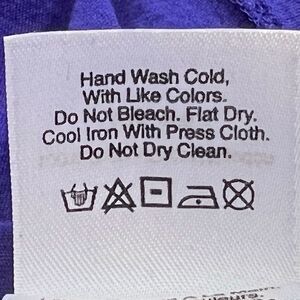 Hand Wash Cold,
With Like Colors.
Do Not Bleach. Flat Dry.
Cool Iron With Press Cloth.
Do Not Dry Clean.